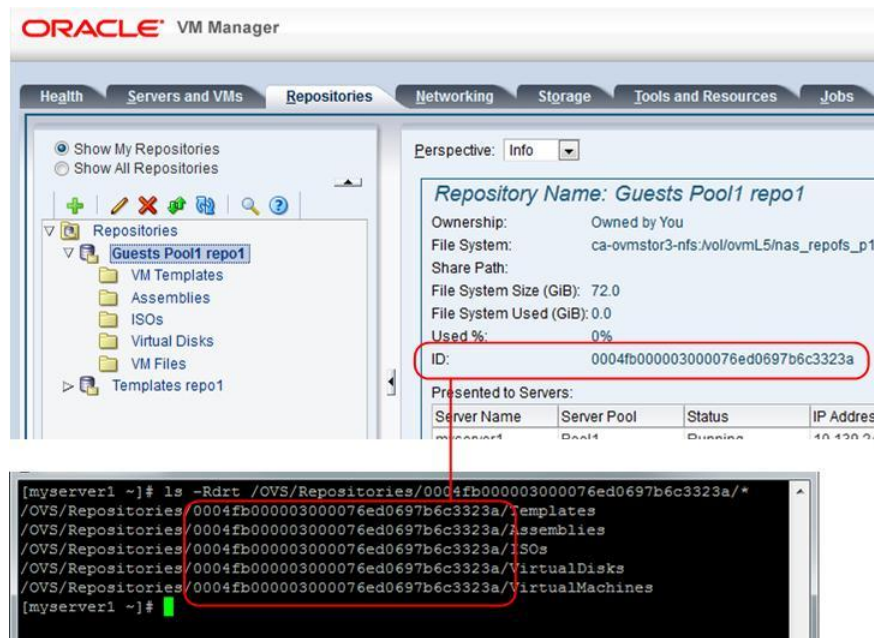 ORACLE VM Manager
Health Servers and VMs Repositories Networking Storage Tools and Resources Jobs
Show My Repositories
Show All Repositories
Repositories
Guests Pool1 repo1
VM Templates
Assemblies
ISOs
Virtual Disks
VM Files
Templates repo1
Perspective: Info
Repository Name: Guests Pool1 repo1
Ownership: Owned by You
File System: ca-ovmstor3-nfs:/vol/ovmL5/nas_repofs_p1
Share Path:
File System Size (GiB): 72.0
File System Used (GiB): 0.0
Used %: 0%
ID: 0004fb000003000076ed0697b6c3323a
Presented to Servers:
Server Name Server Pool Status IP Addres
myserver1 Pool1 Running
[myserver1 ~]# ls -Rdrt /OVS/Repositories/0004fb000003000076ed0697b6c3323a/*
/OVS/Repositories/0004fb000003000076ed0697b6c3323a/Templates
/OVS/Repositories/0004fb000003000076ed0697b6c3323a/Assemblies
/OVS/Repositories/0004fb000003000076ed0697b6c3323a/ISOs
/OVS/Repositories/0004fb000003000076ed0697b6c3323a/VirtualDisks
/OVS/Repositories/0004fb000003000076ed0697b6c3323a/VirtualMachines
[myserver1 ~]#